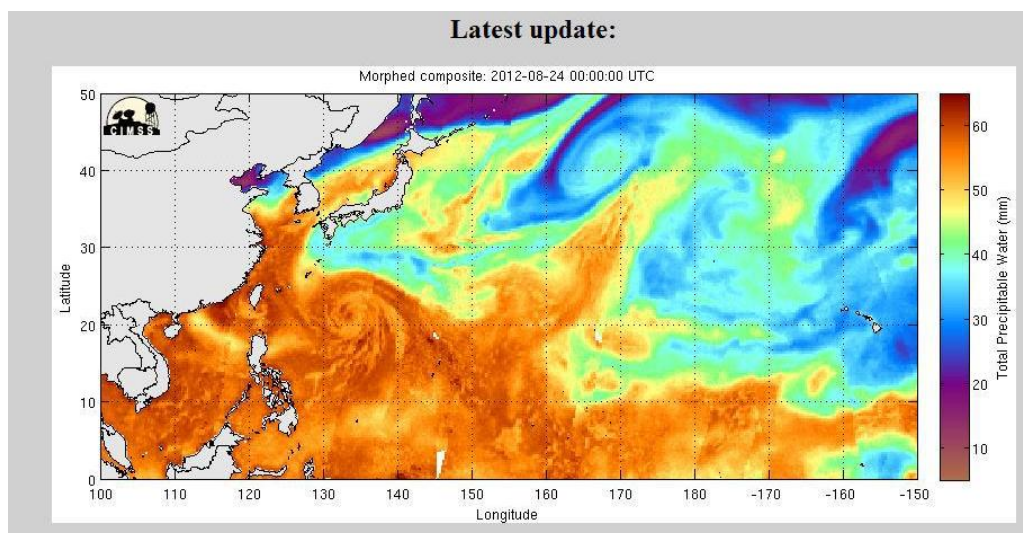 Latest update:
Morphed composite: 2012-08-24 00:00:00 UTC
CIMSS
50
40
30
20
10
0
Latitude
100 110 120 130 140 150 160 170 180 -170 -160 -150
Longitude
60
50
40
30
20
10
Total Precipitable Water (mm)